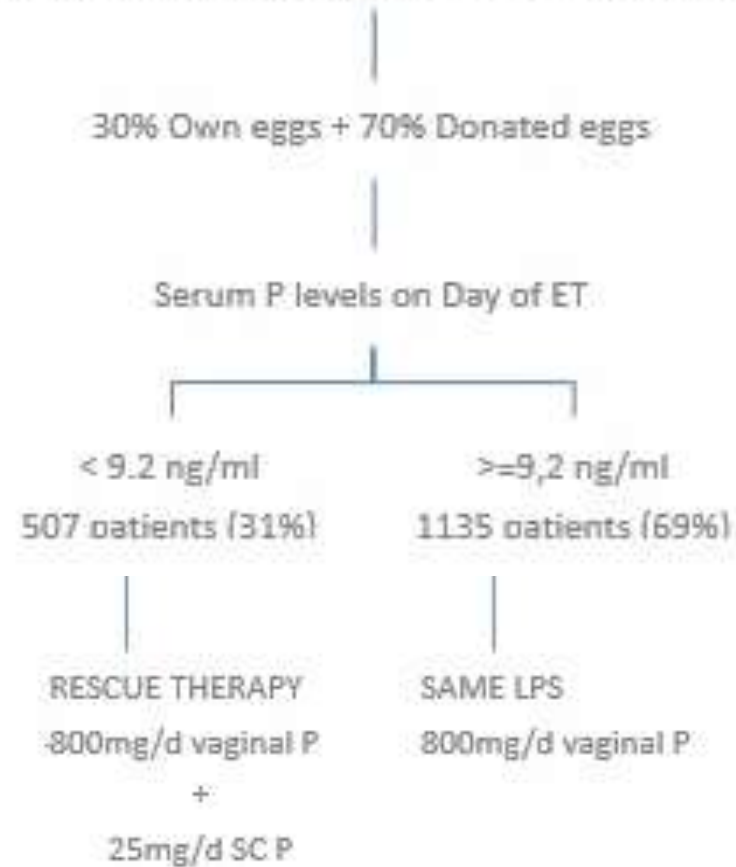 30% Own eggs + 70% Donated eggs
Serum P levels on Day of ET
< 9.2 ng/ml
507 patients (31%)
>=9,2 ng/ml
1135 patients (69%)
RESCUE THERAPY
-800mg/d vaginal P
+
25mg/d SC P
SAME LPS
800mg/d vaginal P